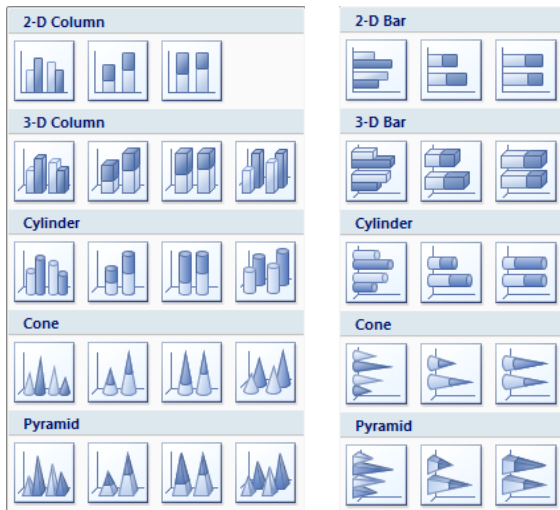 2-D Column
3-D Column
Cylinder
Cone
Pyramid
2-D Bar
3-D Bar
Cylinder
Cone
Pyramid